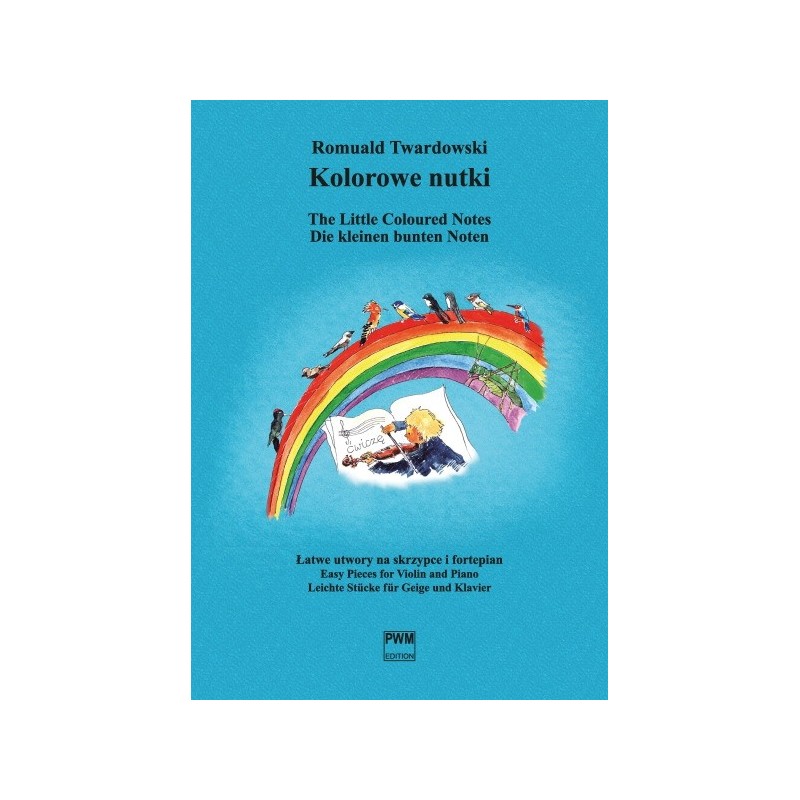 Romuald Twardowski
Kolorowe nutki
The Little Coloured Notes
Die kleinen bunten Noten
ćwiczę
Łatwe utwory na skrzypce i fortepian
Easy Pieces for Violin and Piano
Leichte Stücke für Geige und Klavier
PWM
EDITION